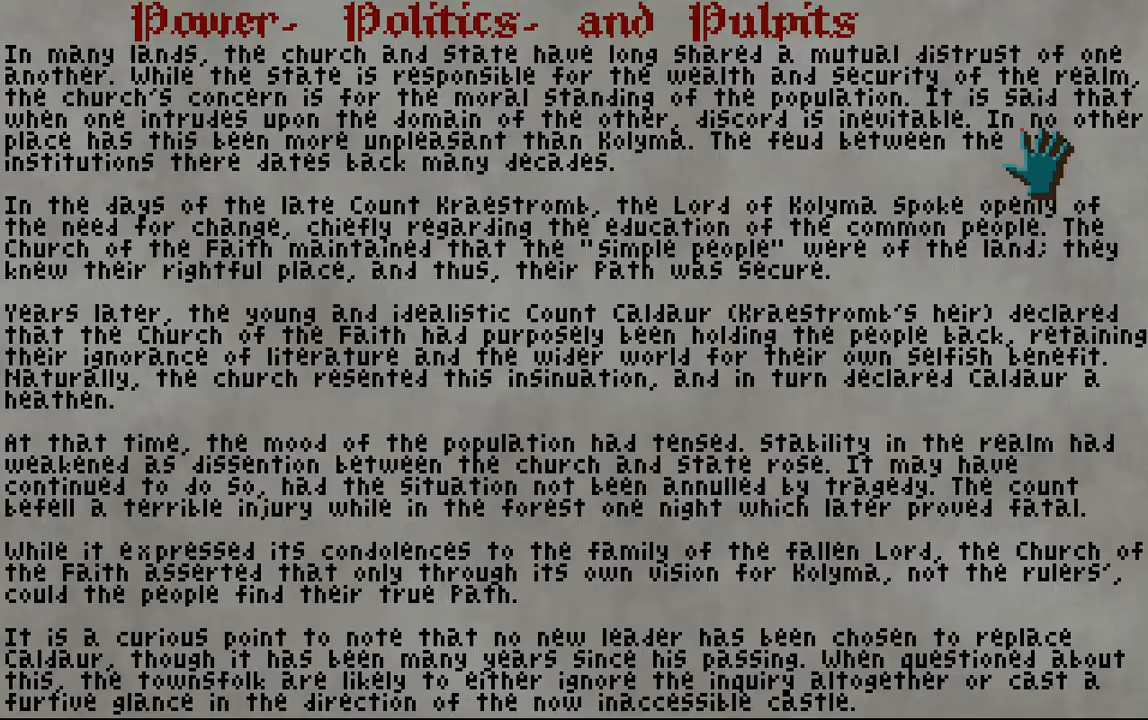 Power, Politics, and Pulpits
In many lands, the church and state have long shared a mutual distrust of one
another. While the state is responsible for the wealth and security of the realm,
the church's concern is for the moral standing of the population. It is said that
when one intrudes upon the domain of the other, discord is inevitable. In no other
place has this been more unpleasant than Kolyma. The feud between the
institutions there dates back many decades.
In the days of the late Count Kraestromb, the Lord of Kolyma spoke openly of
the need for change, chiefly regarding the education of the common people. The
Church of the Faith maintained that the "simple people" were of the land; they
knew their rightful place, and thus, their Path was secure.
Years later, the young and idealistic Count Caldaur (Kraestromb's heir) declared
that the Church of the Faith had purposely been holding the people back, retaining
their ignorance of literature and the wider world for their own selfish benefit.
Naturally, the church resented this insinuation, and in turn declared Caldaur a
heathen.
At that time, the mood of the population had tensed. Stability in the realm had
weakened as dissention between the church and state rose. It may have
continued to do so, had the situation not been annulled by tragedy. The count
befell a terrible injury while in the forest one night which later proved fatal.
While it expressed its condolences to the family of the fallen Lord, the Church of
the Faith asserted that only through its own vision for Kolyma, not the rulers',
could the people find their true Path.
It is a curious point to note that no new leader has been chosen to replace
Caldaur, though it has been many years since his passing. When questioned about
this, the townsfolk are likely to either ignore the inquiry altogether or cast a
furtive glance in the direction of the now inaccessible castle.